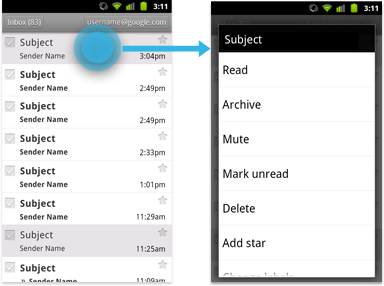 3:11
Inbox (83) username@google.com
Subject
Sender Name 3:04pm
Subject
Sender Name 2:49pm
Subject
Sender Name 2:49pm
Subject
Sender Name 2:33pm
Subject
Sender Name 1:01pm
Subject
Sender Name 11:29am
Subject
Sender Name 11:25am
Subject
» Sender Name 11:09am
3:11
Subject
Read
Archive
Mute
Mark unread
Delete
Add star
Change labels